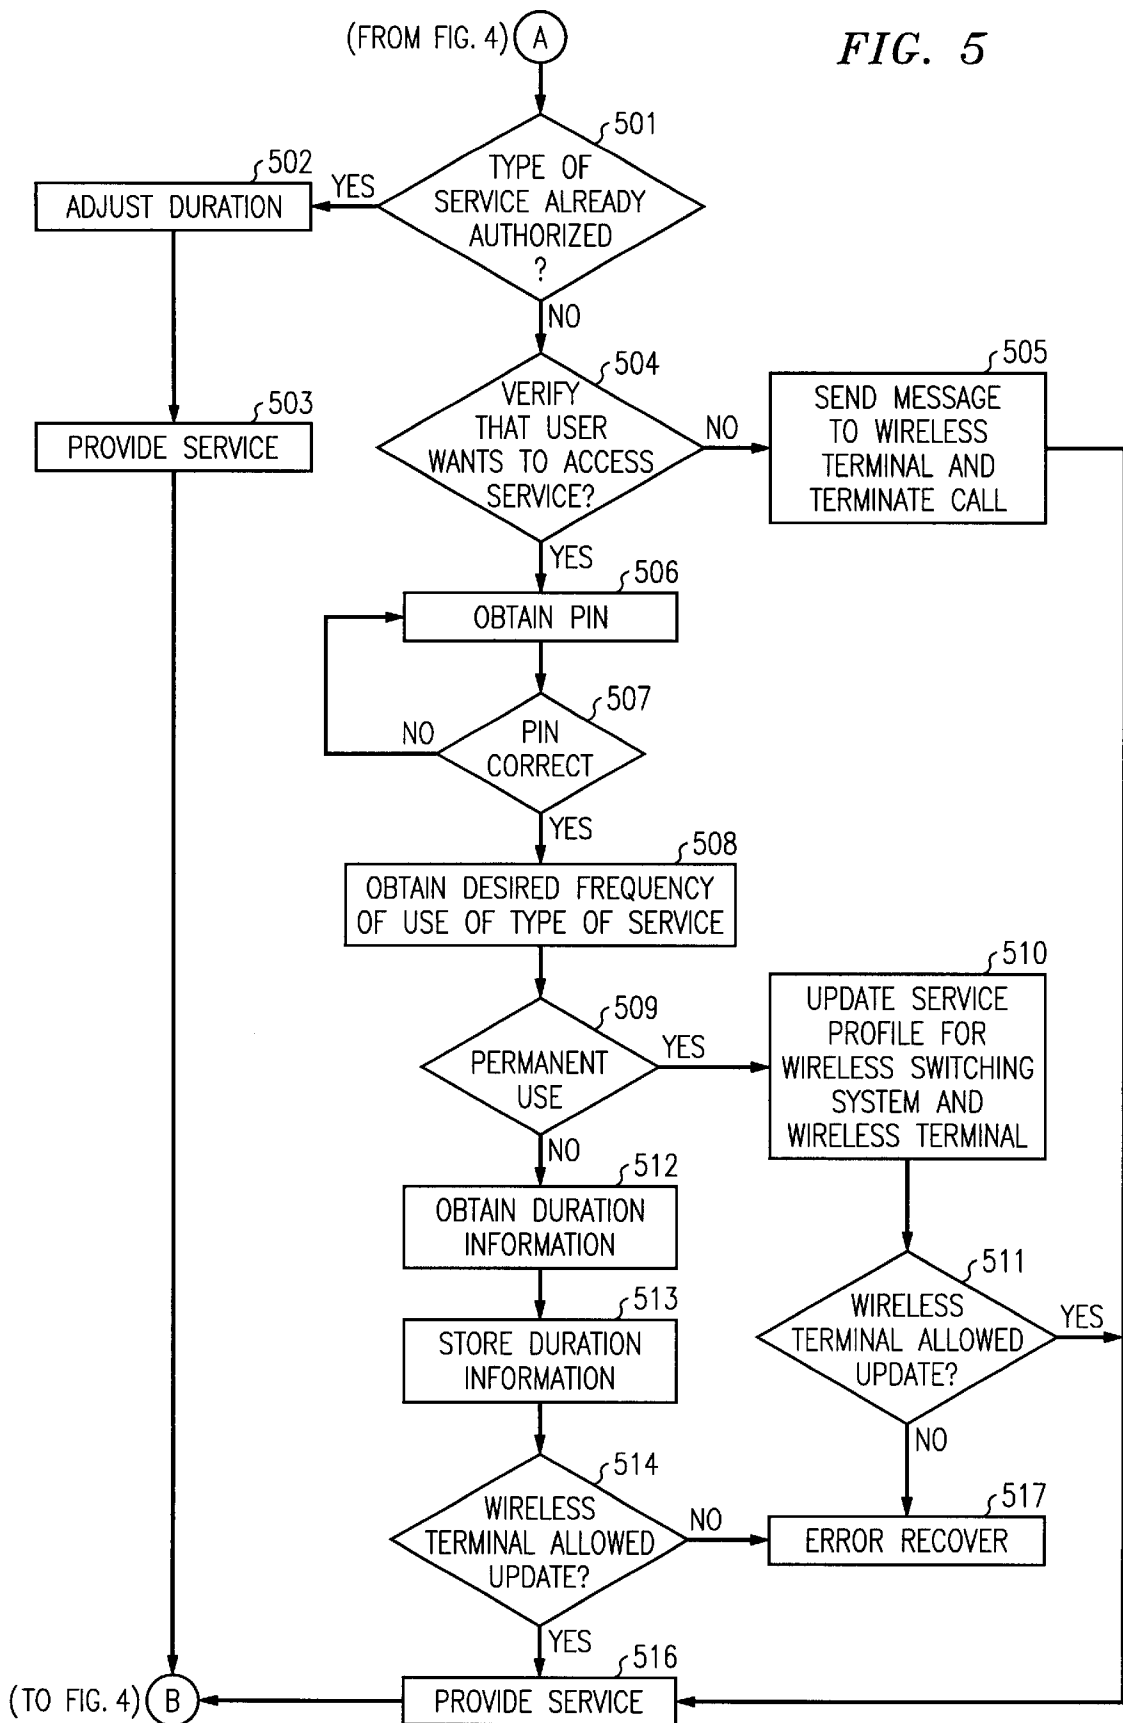 (FROM FIG. 4) A
FIG. 5
501
TYPE OF
SERVICE ALREADY
AUTHORIZED
?
YES
502
ADJUST DURATION
NO
503
PROVIDE SERVICE
504
VERIFY
THAT USER
WANTS TO ACCESS
SERVICE?
NO
505
SEND MESSAGE
TO WIRELESS
TERMINAL AND
TERMINATE CALL
YES
506
OBTAIN PIN
507
PIN
CORRECT
NO
YES
508
OBTAIN DESIRED FREQUENCY
OF USE OF TYPE OF SERVICE
509
PERMANENT
USE
YES
510
UPDATE SERVICE
PROFILE FOR
WIRELESS SWITCHING
SYSTEM AND
WIRELESS TERMINAL
NO
512
OBTAIN DURATION
INFORMATION
511
WIRELESS
TERMINAL ALLOWED
UPDATE?
YES
NO
513
STORE DURATION
INFORMATION
514
WIRELESS
TERMINAL ALLOWED
UPDATE?
NO
517
ERROR RECOVER
YES
516
PROVIDE SERVICE
(TO FIG. 4) B